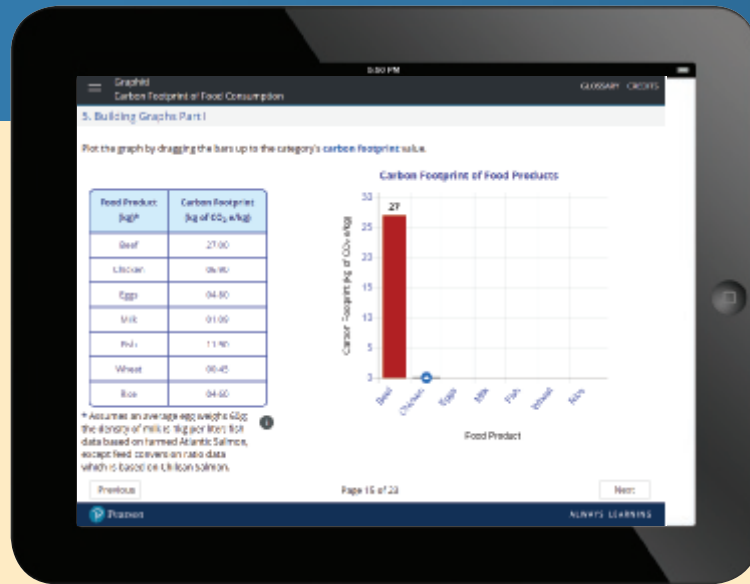 5:50 PM
Graphit!
Carbon Footprint of Food Consumption
GLOSSARY CREDITS
5. Building Graphs Part I
Plot the graph by dragging the bars up to the category's carbon footprint value.
Food Product (kg)*
Carbon Footprint (kg of CO₂ e/kg)
Beef 27.00
Chicken 06.90
Eggs 04.80
Milk 01.09
Fish 11.90
Wheat 00.45
Rice
* Assumes an average egg weighs 60g;
the density of milk is 1kg per liter; fish
data based on farmed Atlantic Salmon,
except feed conversion ratio data
which is based on Chilean Salmon.
Carbon Footprint of Food Products
Carbon Footprint (kg of CO₂ e/kg)
27
25
15
5
Beef Chicken Eggs Milk Fish Wheat Rice
Food Product
Previous
Page 15 of 23
Next
Pearson
ALWAYS LEARNING